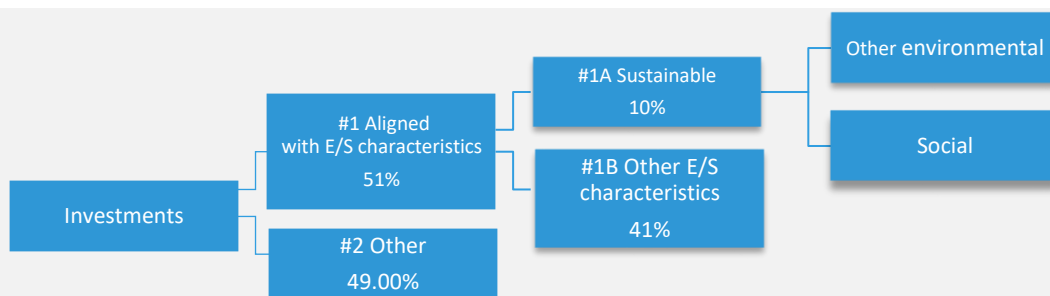 Investments
#1 Aligned
with E/S characteristics
51%
#2 Other
49.00%
#1A Sustainable
10%
#1B Other E/S
characteristics
41%
Other environmental
Social